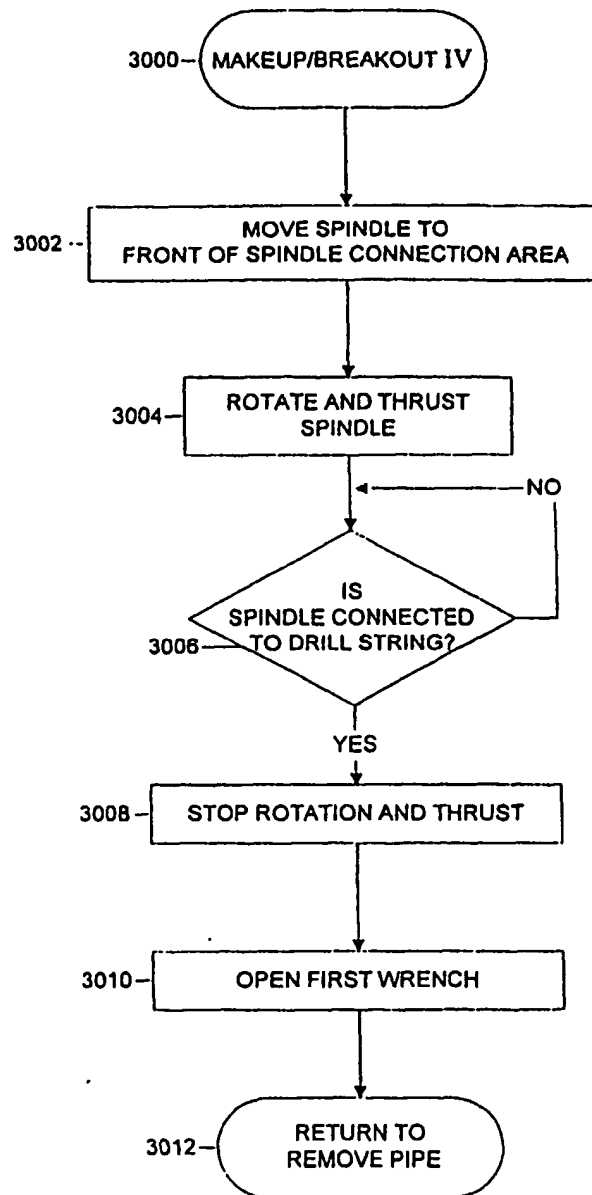 3000
MAKEUP/BREAKOUT IV
3002
MOVE SPINDLE TO
FRONT OF SPINDLE CONNECTION AREA
3004
ROTATE AND THRUST
SPINDLE
NO
IS
SPINDLE CONNECTED
3006
TO DRILL STRING?
YES
3008
STOP ROTATION AND THRUST
3010
OPEN FIRST WRENCH
3012
RETURN TO
REMOVE PIPE